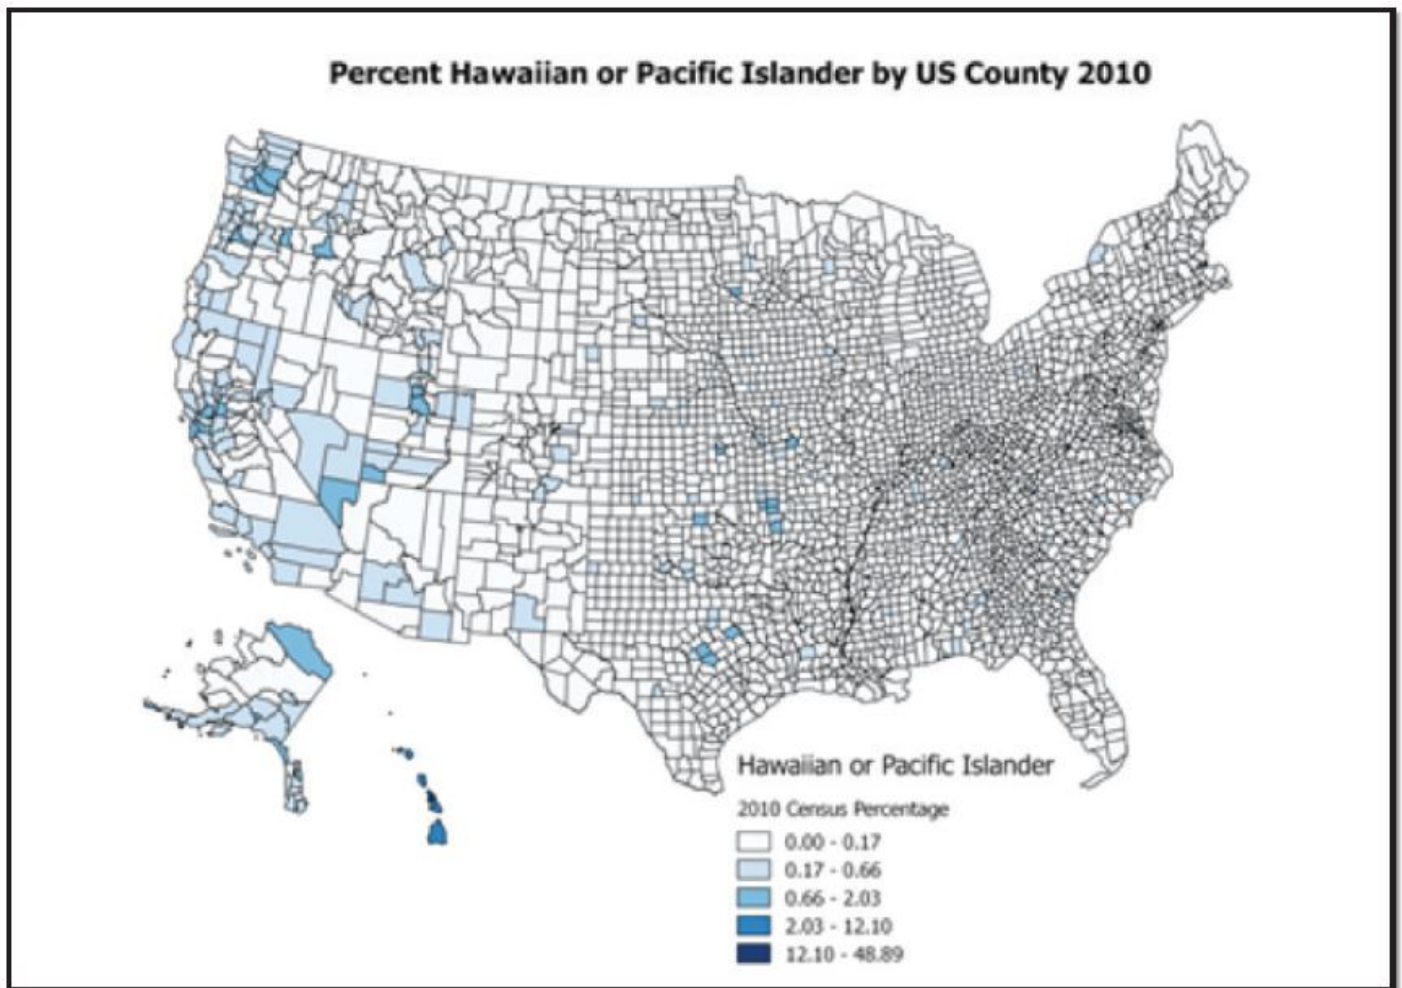 Percent Hawaiian or Pacific Islander by US County 2010
Hawaiian or Pacific Islander
2010 Census Percentage
0.00 - 0.17
0.17 - 0.66
0.66 - 2.03
2.03 - 12.10
12.10 - 48.89